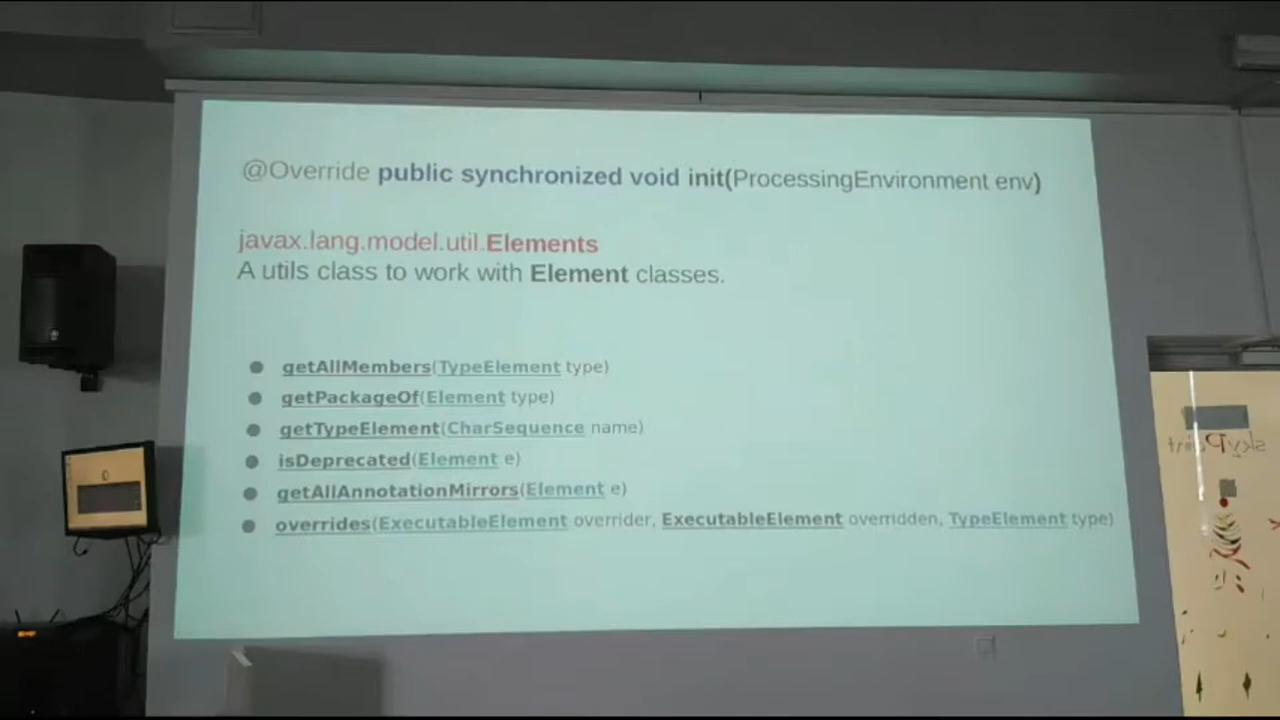 @Override public synchronized void init(ProcessingEnvironment env)
javax.lang.model.util.Elements
A utils class to work with Element classes.
● getAllMembers(TypeElement type)
● getPackageOf(Element type)
● getTypeElement(CharSequence name)
● isDeprecated(Element e)
● getAllAnnotationMirrors(Element e)
● overrides(ExecutableElement overrider, ExecutableElement overridden, TypeElement type)